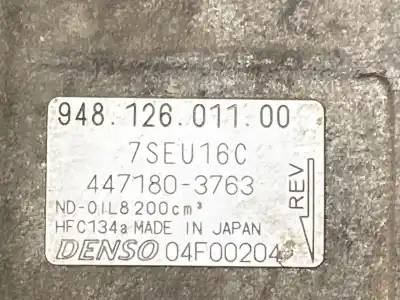 948.126.011.00
7SEU16C
447180-3763
ND-OIL8 200cm³
HFC134a MADE IN JAPAN
DENSO 04F00204
REV